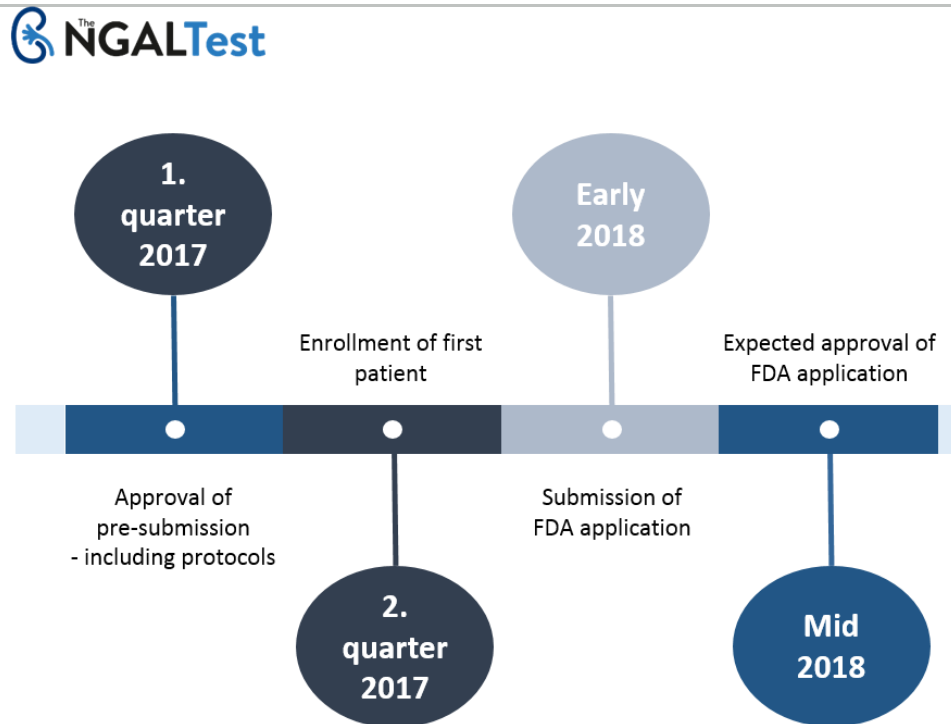 The
NGALTest
1.
quarter
2017
Early
2018
Enrollment of first
patient
Expected approval of
FDA application
Approval of
pre-submission
- including protocols
Submission of
FDA application
2.
quarter
2017
Mid
2018